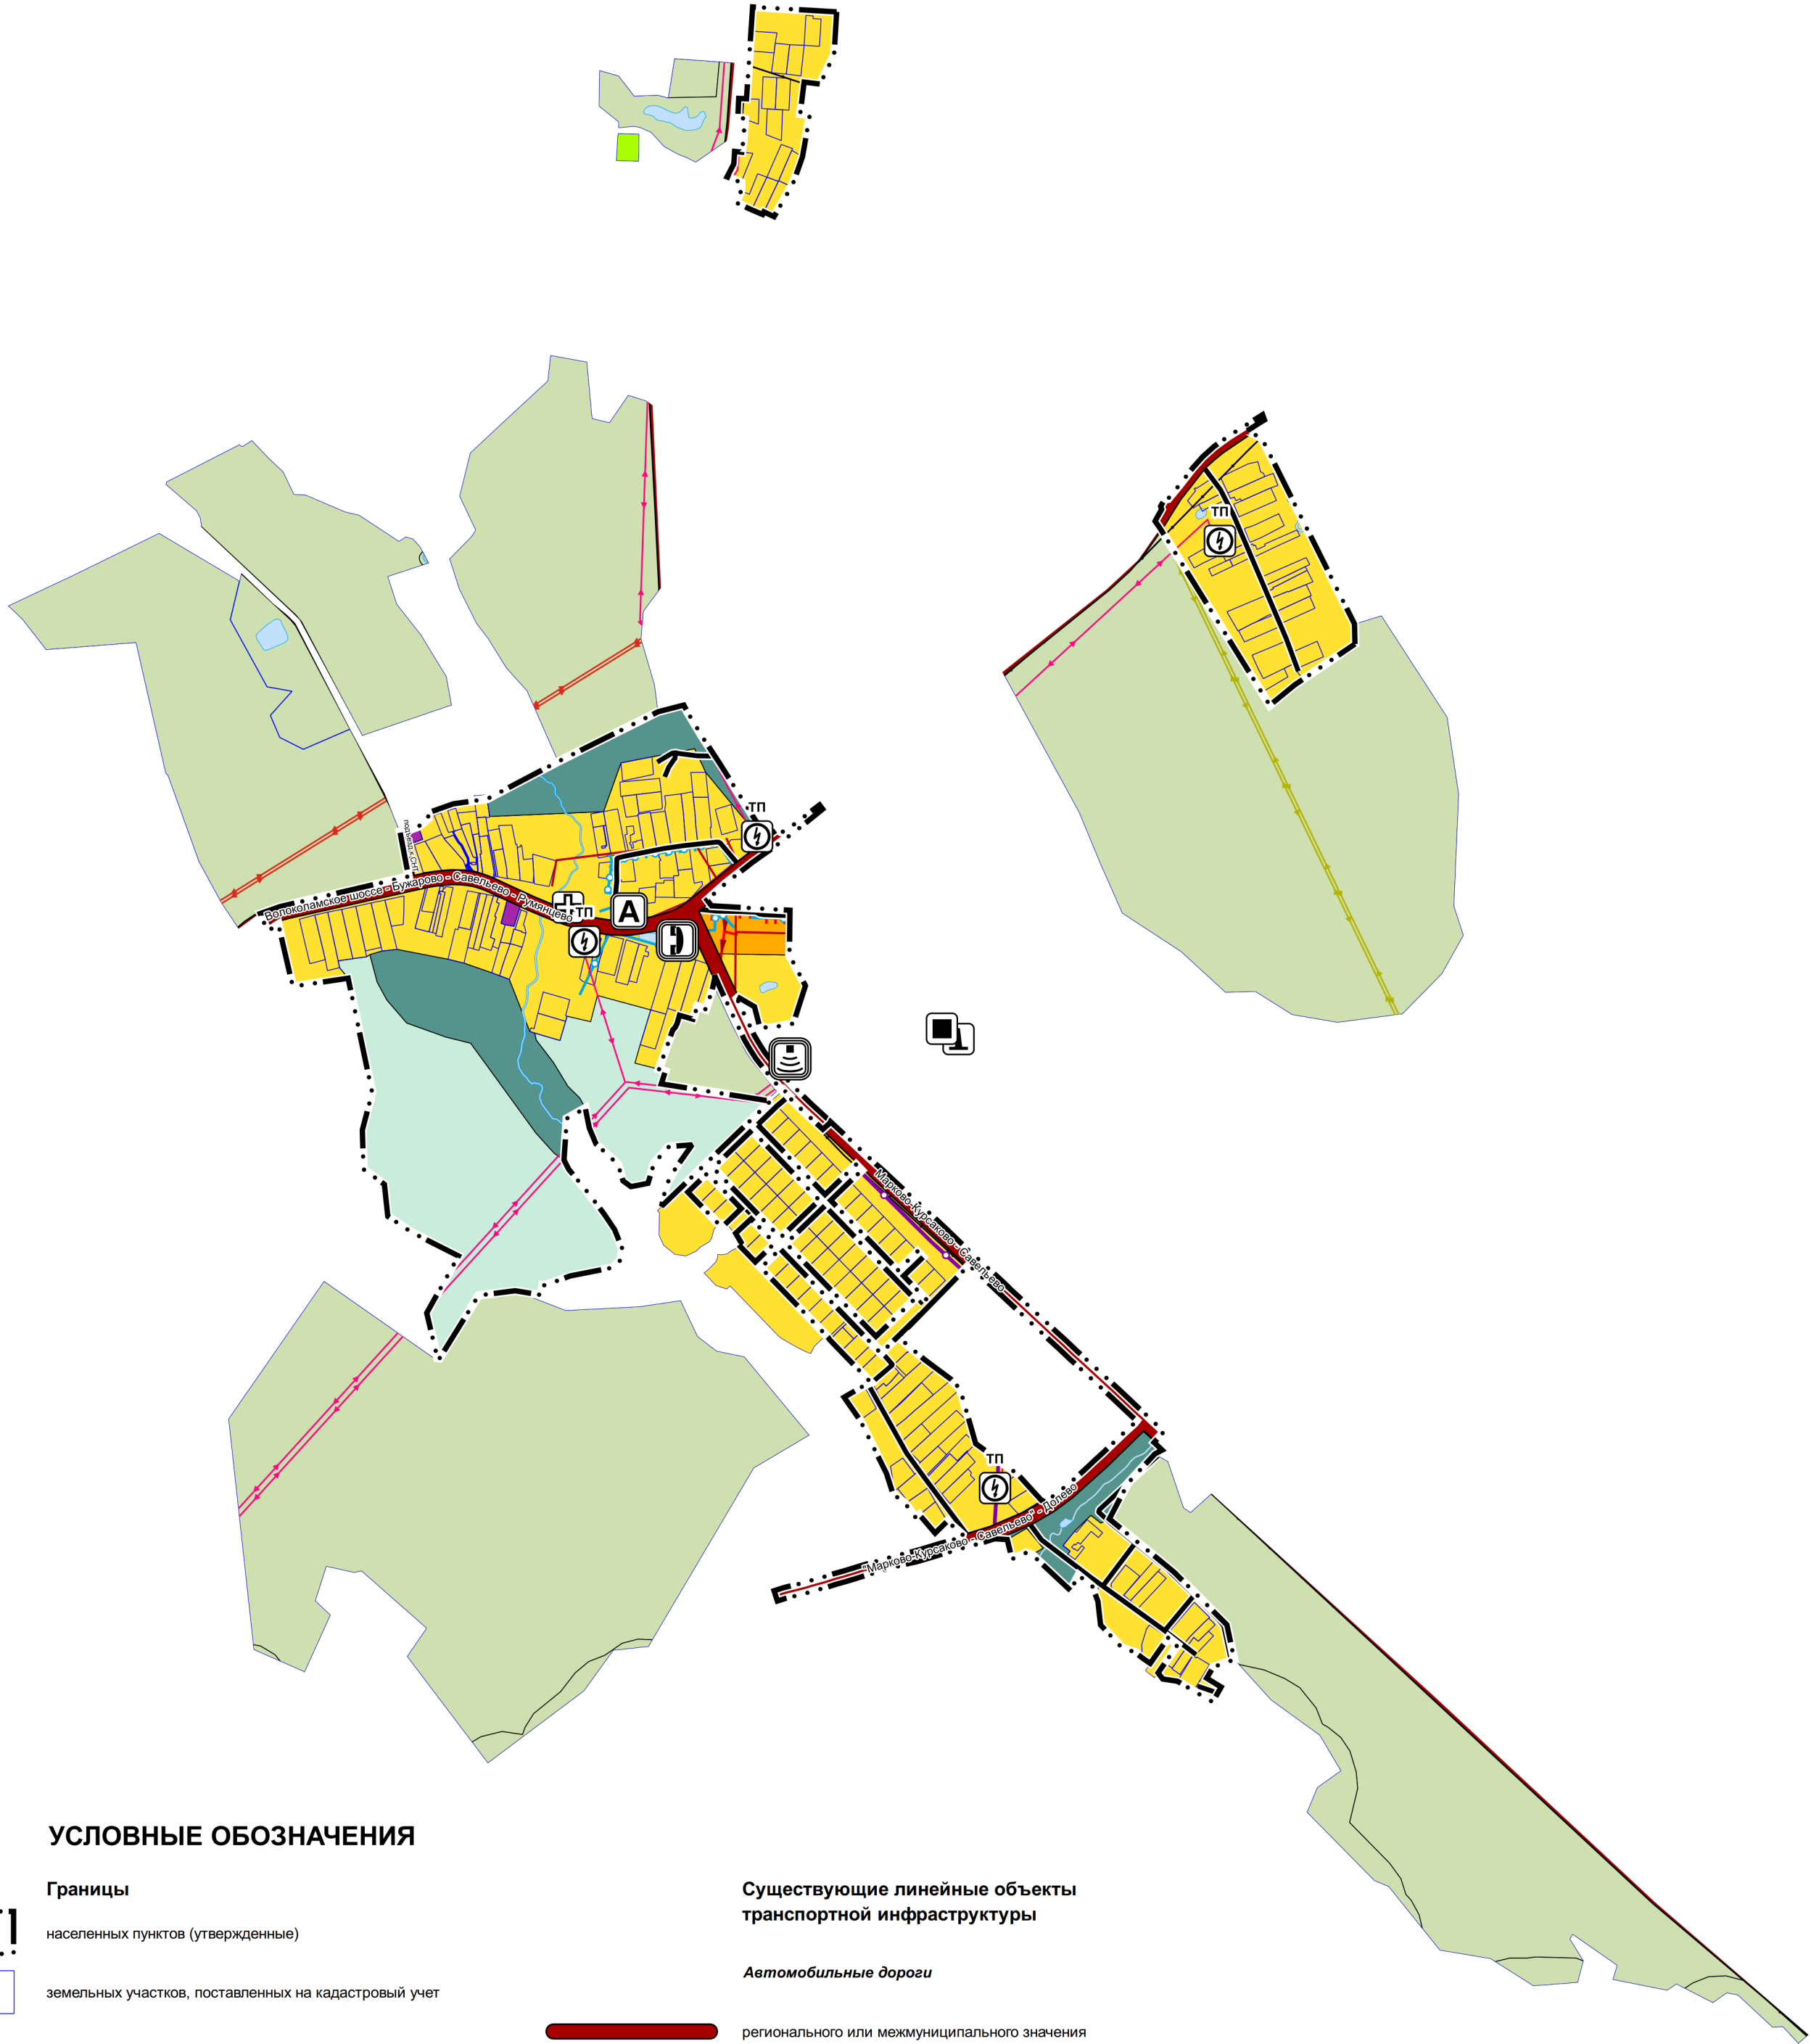 ТП
ТП
подъезд к СНТ
Волоколамское шоссе - Бужарово - Савельево - Румянцево
ТП
А
Марково-Курсаково - Савельево
ТП
"Марково-Курсаково - Савельево" - Долево
УСЛОВНЫЕ ОБОЗНАЧЕНИЯ
Границы
населенных пунктов (утвержденные)
земельных участков, поставленных на кадастровый учет
Существующие линейные объекты
транспортной инфраструктуры
Автомобильные дороги
регионального или межмуниципального значения